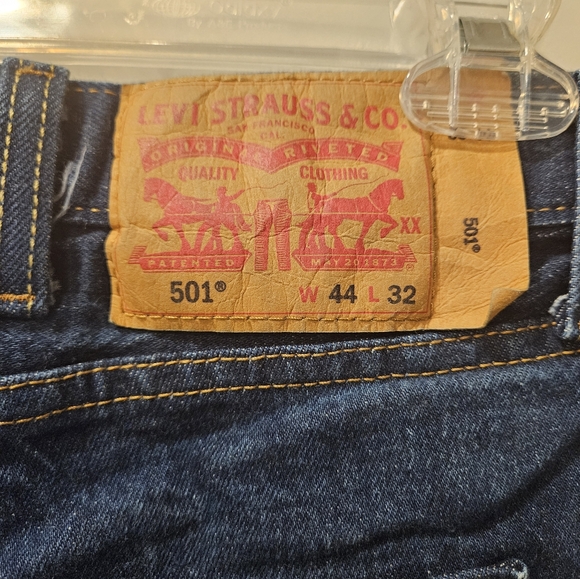 LEVI STRAUSS & CO.
SAN FRANCISCO
CAL
ORIGINAL RIVETED
QUALITY CLOTHING
XX
PATENTED MAY 20 1873
501® W 44 L 32
501®